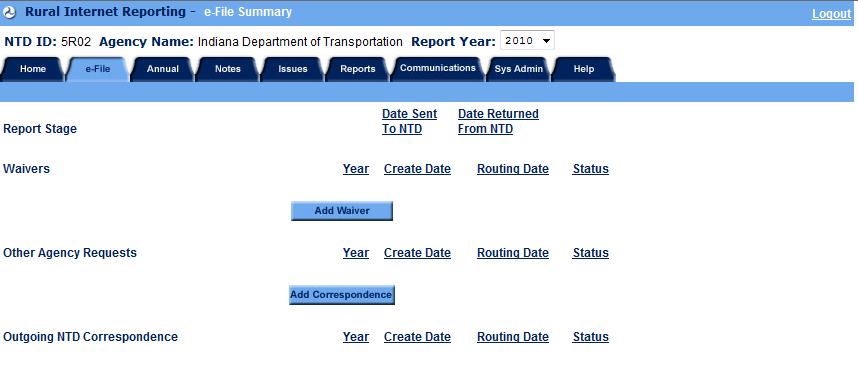 Rural Internet Reporting - e-File Summary
Logout
NTD ID: 5R02 Agency Name: Indiana Department of Transportation Report Year: 2010
Home e-File Annual Notes Issues Reports Communications Sys Admin Help
Date Sent Date Returned
Report Stage To NTD From NTD
Waivers Year Create Date Routing Date Status
Add Waiver
Other Agency Requests Year Create Date Routing Date Status
Add Correspondence
Outgoing NTD Correspondence Year Create Date Routing Date Status